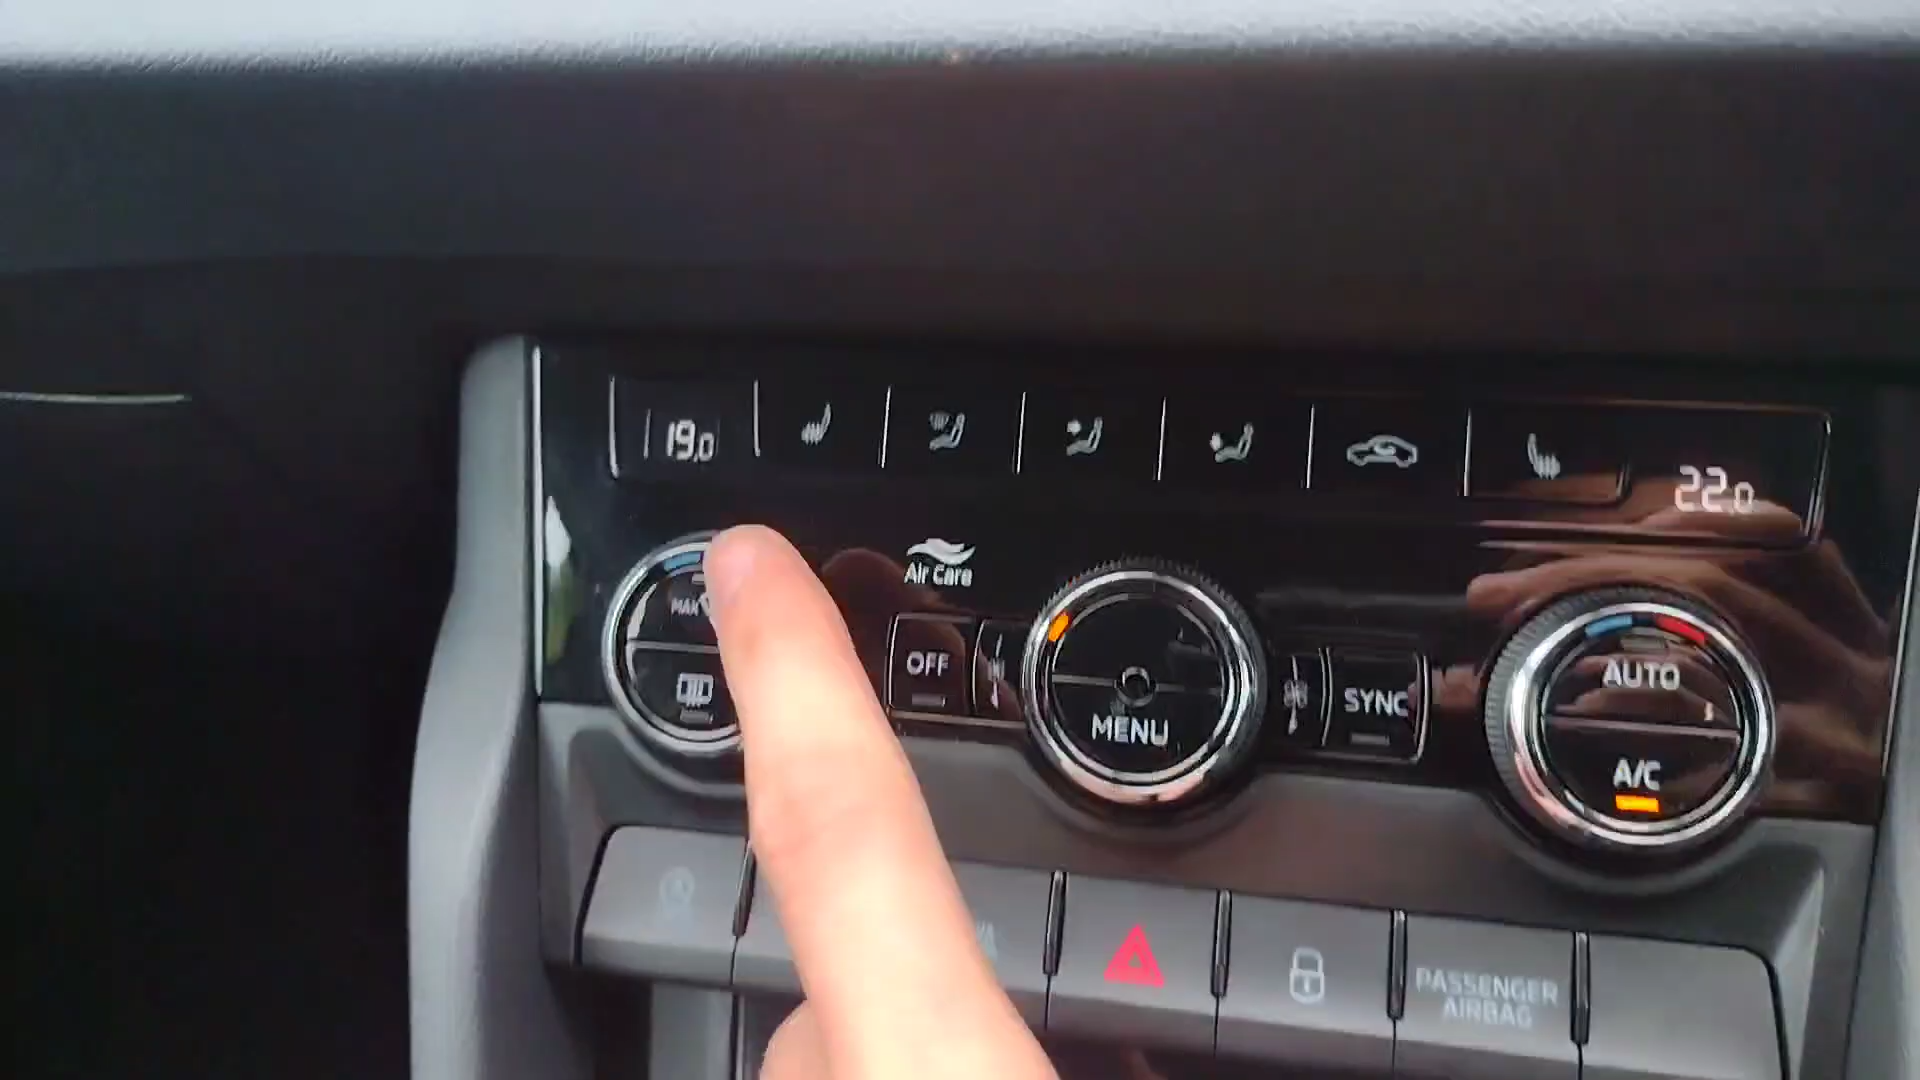 19.0
22.0
Air Care
MAX
OFF
MENU
SYNC
AUTO
A/C
PASSENGER
AIRBAG